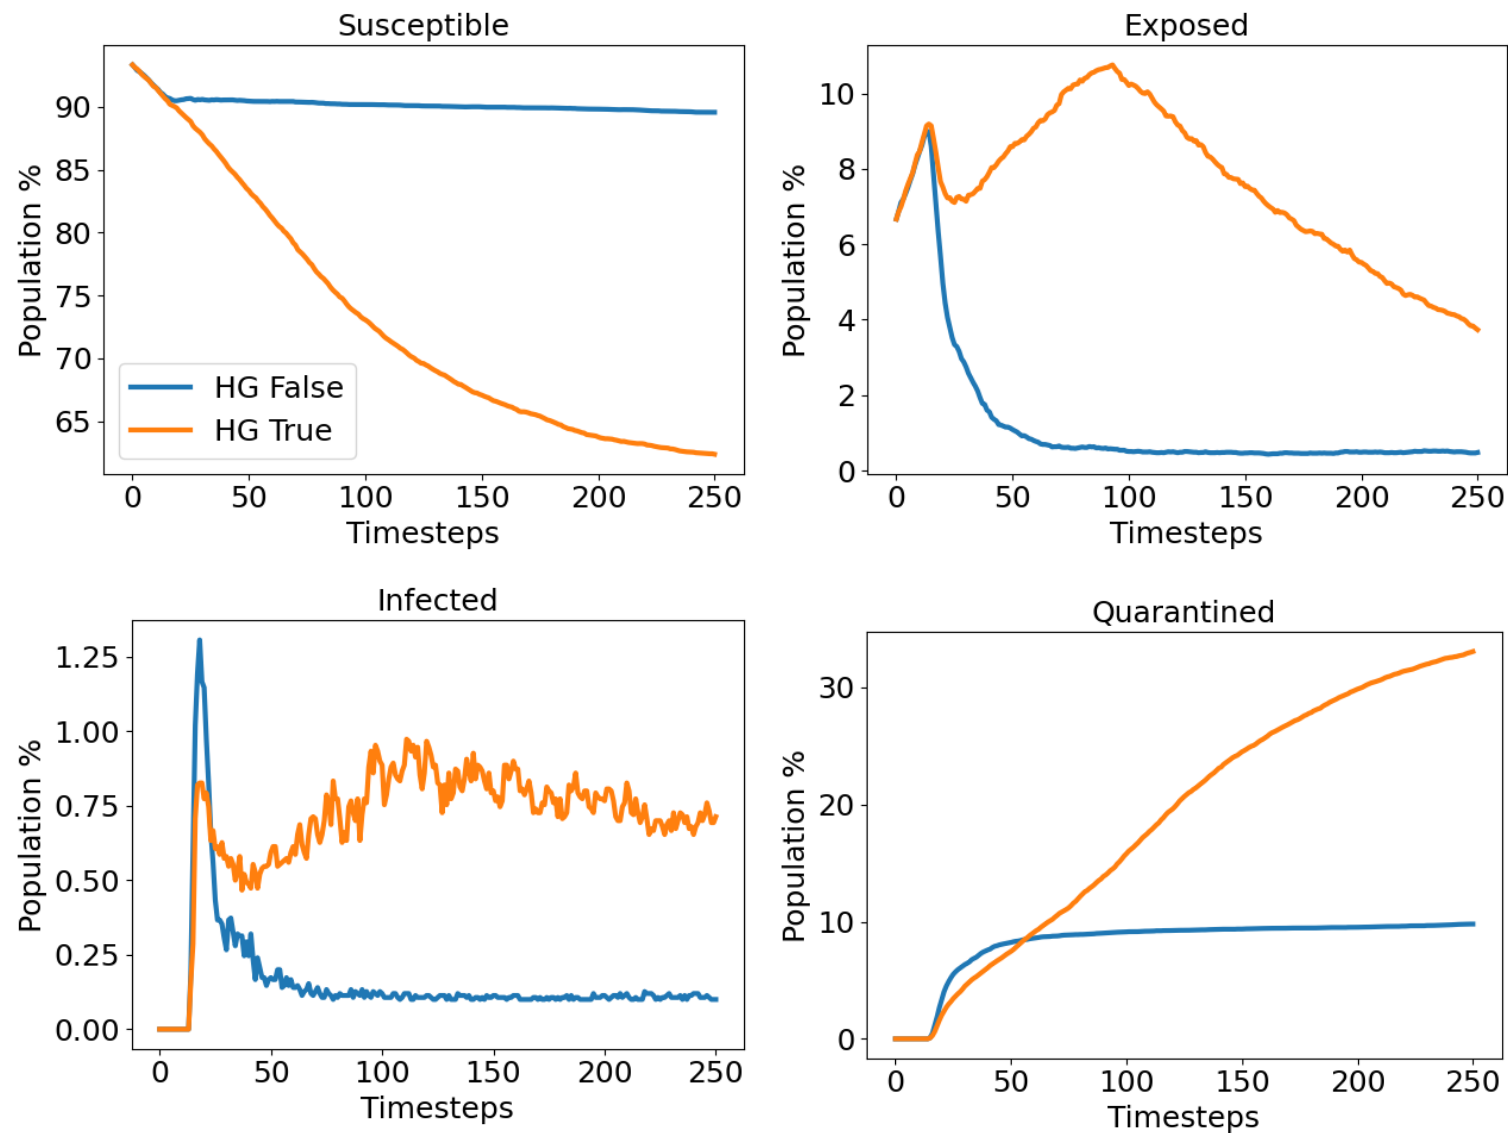 Susceptible
Population %
90
85
80
75
70
65
HG False
HG True
0 50 100 150 200 250
Timesteps
Exposed
Population %
10
8
6
4
2
0
0 50 100 150 200 250
Timesteps
Infected
Population %
1.25
1.00
0.75
0.50
0.25
0.00
0 50 100 150 200 250
Timesteps
Quarantined
Population %
30
20
10
0
0 50 100 150 200 250
Timesteps